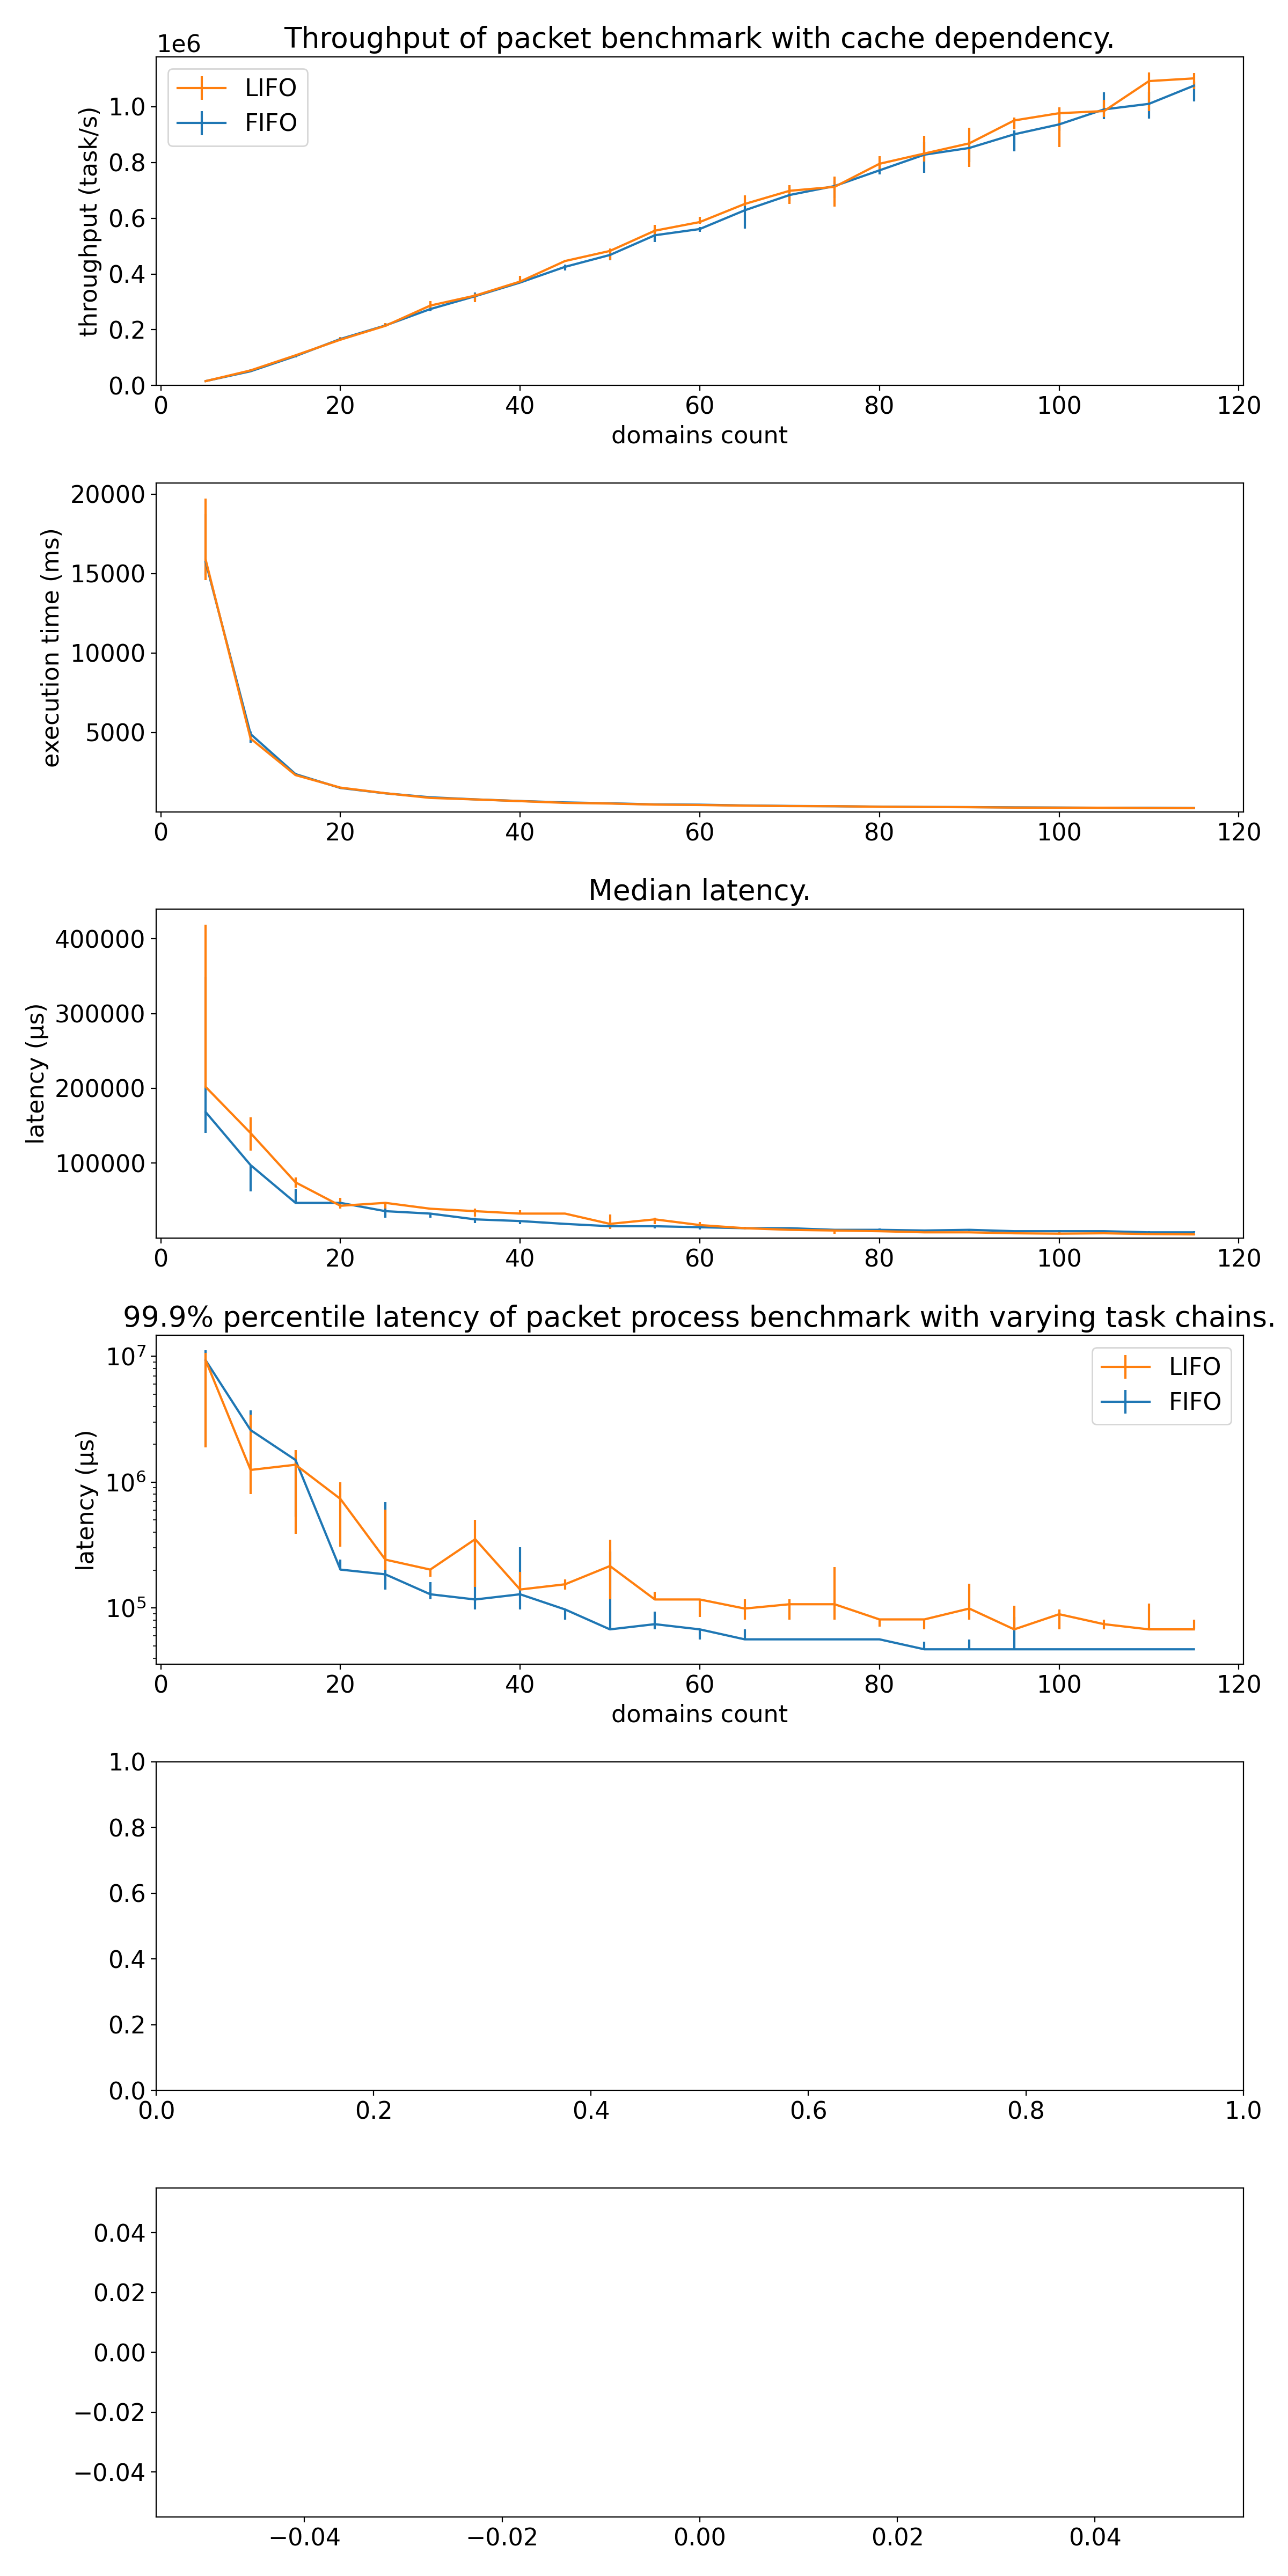 Throughput of packet benchmark with cache dependency.
1e6
LIFO
FIFO
throughput (task/s)
1.0
0.8
0.6
0.4
0.2
0.0
0 20 40 60 80 100 120
domains count
execution time (ms)
20000
15000
10000
5000
0 20 40 60 80 100 120
Median latency.
latency (µs)
400000
300000
200000
100000
0 20 40 60 80 100 120
99.9% percentile latency of packet process benchmark with varying task chains.
LIFO
FIFO
latency (µs)
10⁷
10⁶
10⁵
0 20 40 60 80 100 120
domains count
1.0
0.8
0.6
0.4
0.2
0.0
0.0 0.2 0.4 0.6 0.8 1.0
0.04
0.02
0.00
−0.02
−0.04
−0.04 −0.02 0.00 0.02 0.04